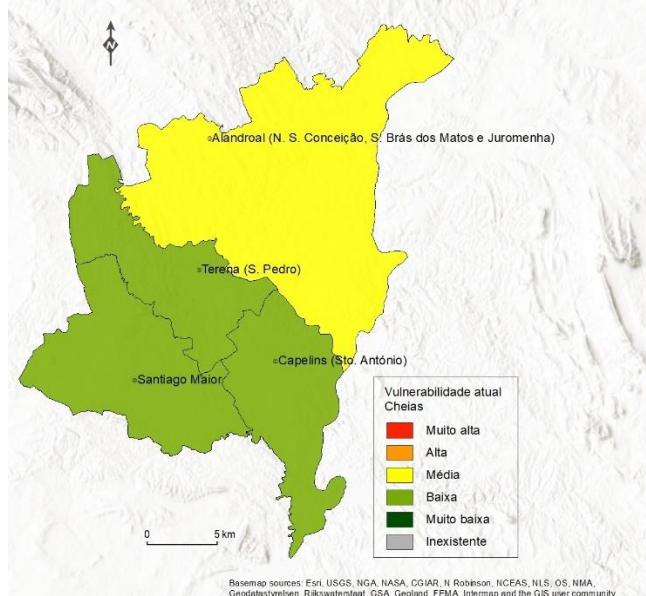 N
Alandroal (N. S. Conceição, S. Brás dos Matos e Juromenha)
Terena (S. Pedro)
Capelins (Sto. António)
Santiago Maior
Vulnerabilidade atual
Cheias
Muito alta
Alta
Média
Baixa
Muito baixa
Inexistente
0 5 km
Basemap sources: Esri, USGS, NGA, NASA, CGIAR, N Robinson, NCEAS, NLS, OS, NMA,
Geodatastyrelsen, Rijkswaterstaat, GSA, Geoland, FEMA, Intermap and the GIS user community